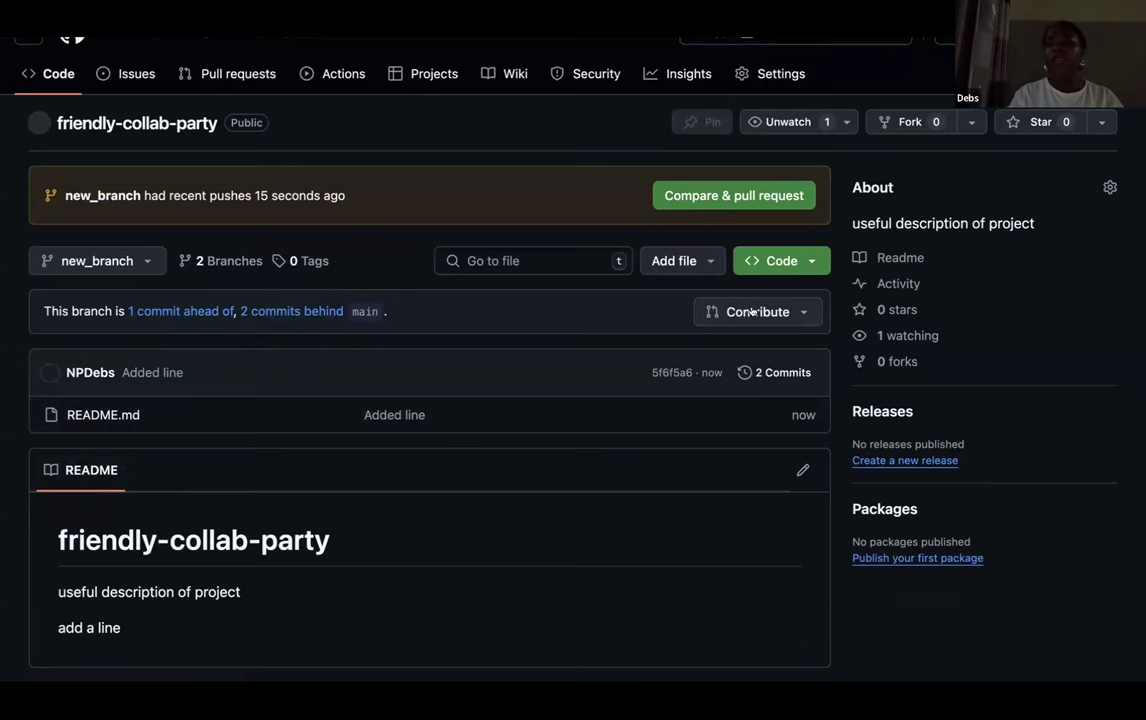 Code Issues Pull requests Actions Projects Wiki Security Insights Settings
Debs
friendly-collab-party Public Pin Unwatch 1 Fork 0 Star 0
new_branch had recent pushes 15 seconds ago Compare & pull request
new_branch 2 Branches 0 Tags Go to file t Add file Code
This branch is 1 commit ahead of, 2 commits behind main .
Contribute
NPDebs Added line 5f6f5a6 · now 2 Commits
README.md Added line now
README
friendly-collab-party
useful description of project
add a line
About
useful description of project
Readme
Activity
0 stars
1 watching
0 forks
Releases
No releases published
Create a new release
Packages
No packages published
Publish your first package